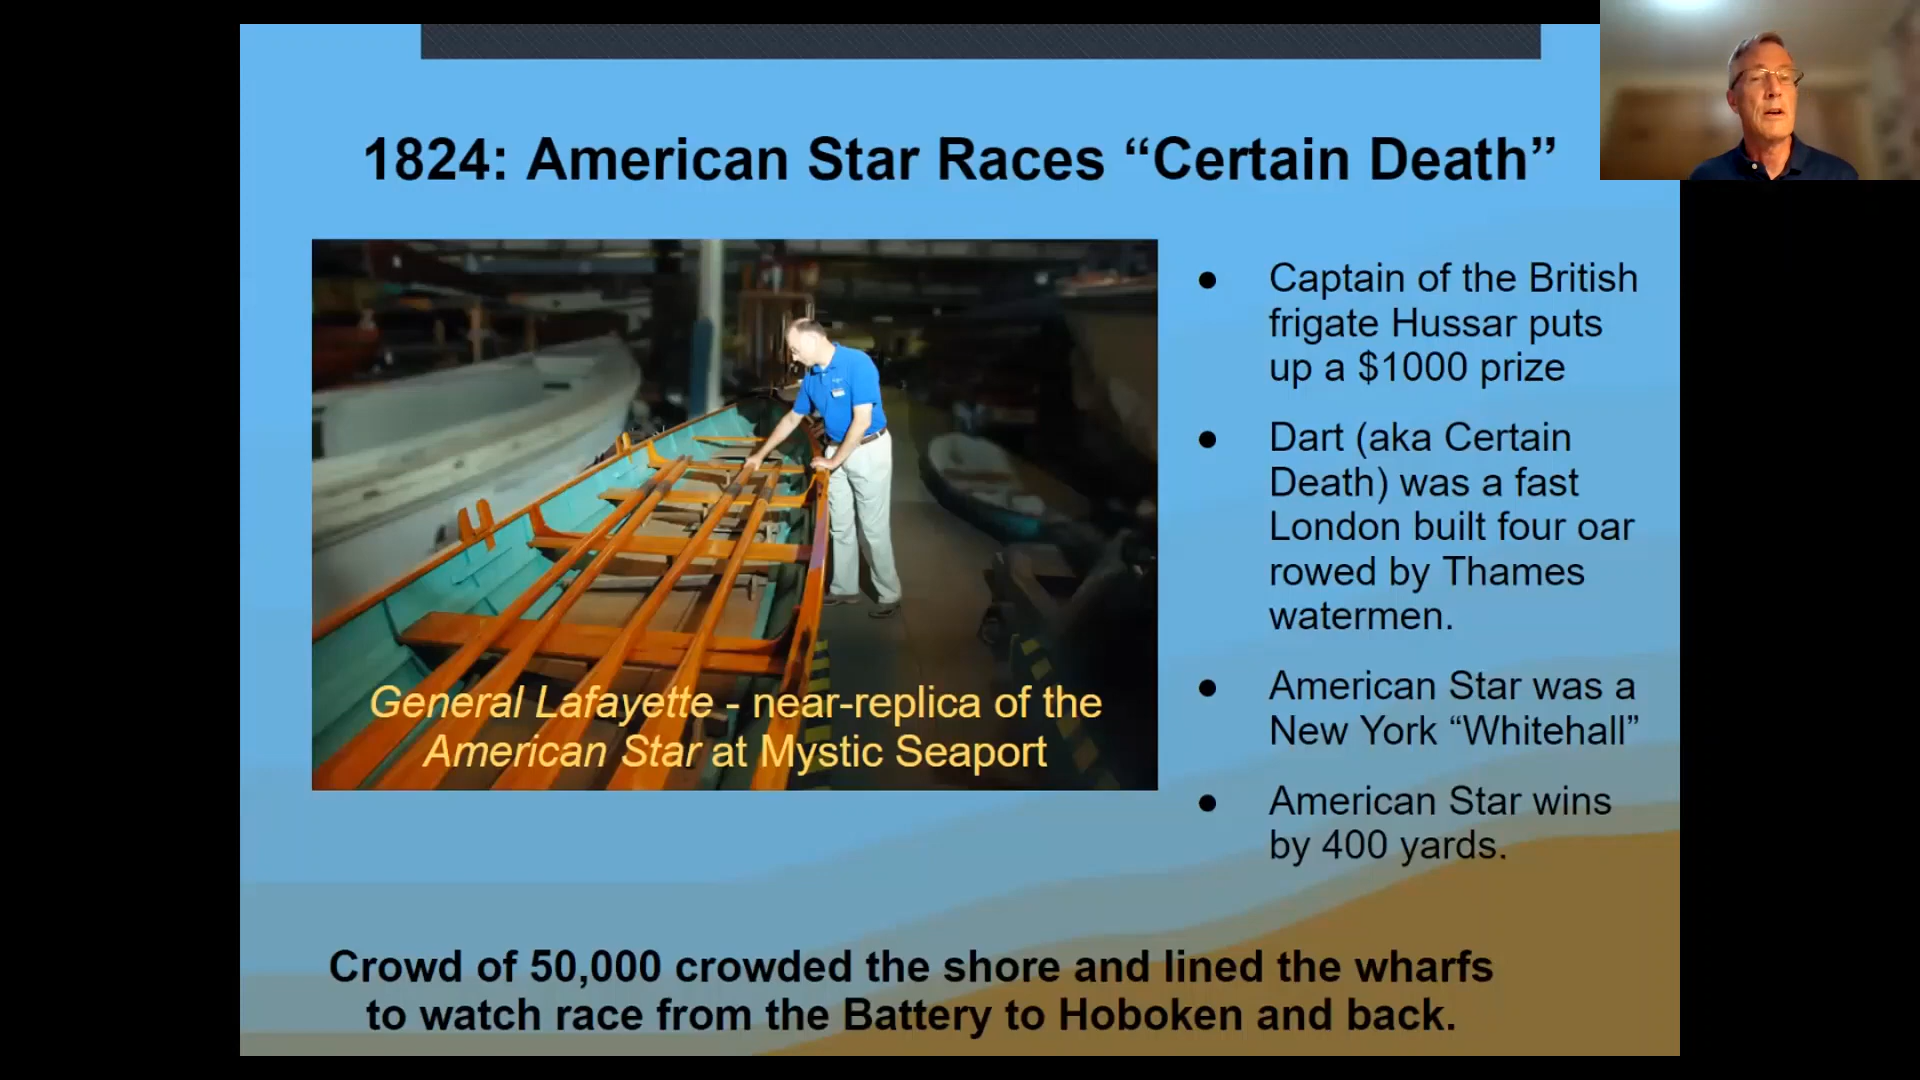 1824: American Star Races “Certain Death”
General Lafayette - near-replica of the
American Star at Mystic Seaport
● Captain of the British
frigate Hussar puts
up a $1000 prize
● Dart (aka Certain
Death) was a fast
London built four oar
rowed by Thames
watermen.
● American Star was a
New York “Whitehall”
● American Star wins
by 400 yards.
Crowd of 50,000 crowded the shore and lined the wharfs
to watch race from the Battery to Hoboken and back.